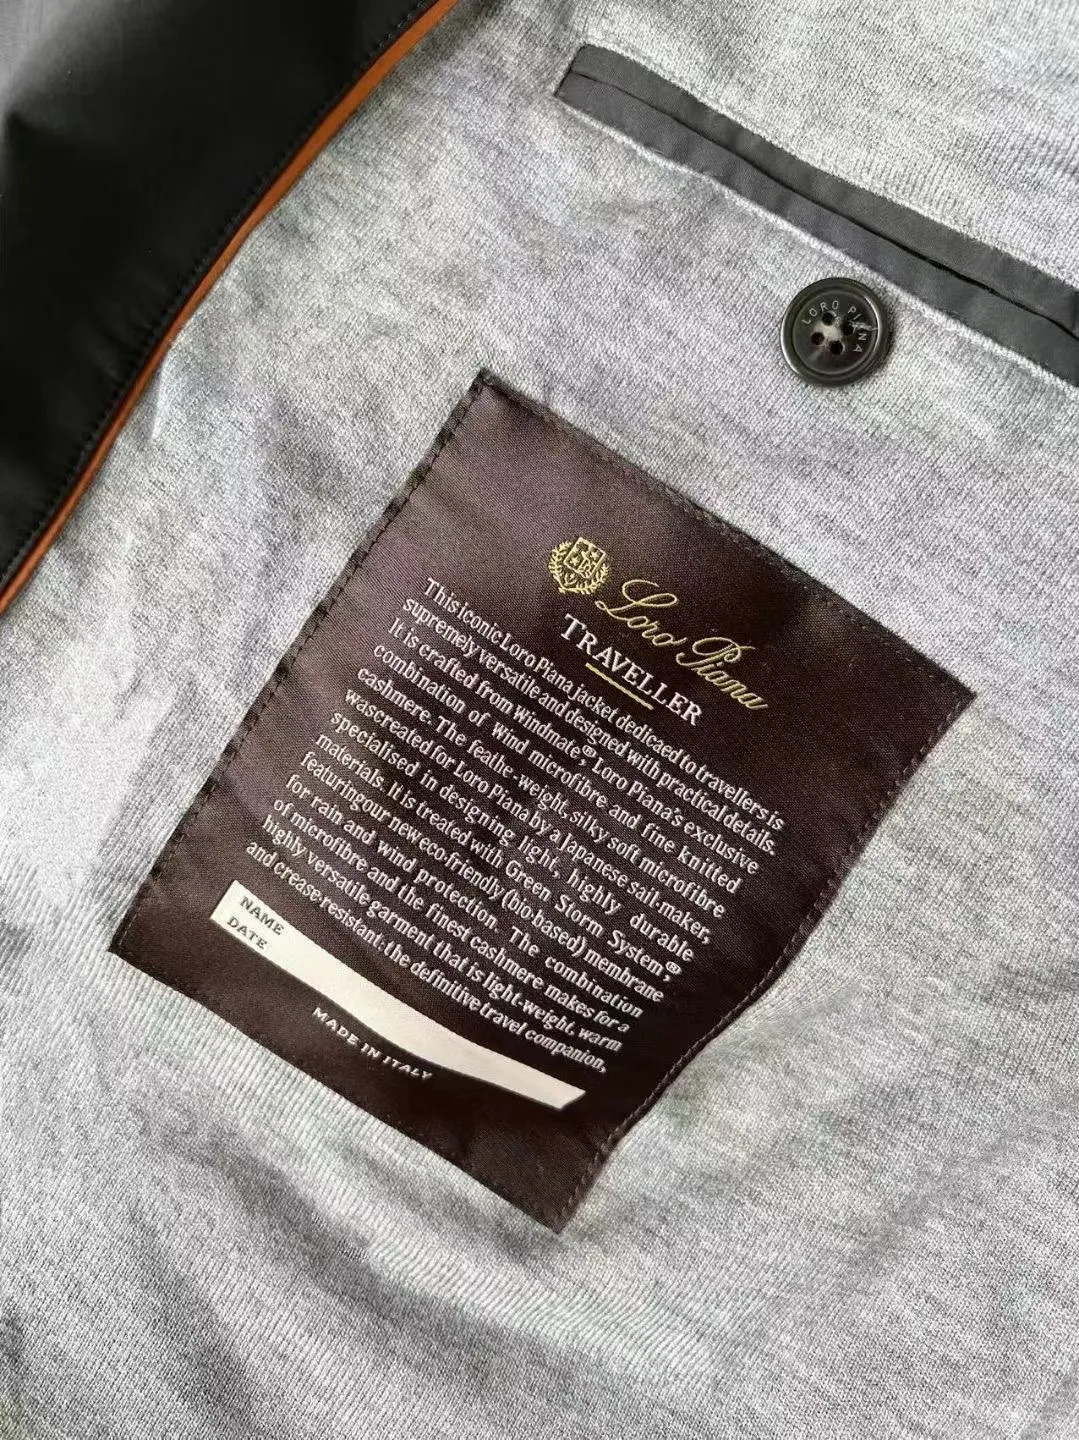 LORO PIANA
Loro Piana
TRAVELLER
This iconic Loro Piana jacket dedicaed to travellers is
supremely versatile and designed with practical details.
It is crafted from Windmate,® Loro Piana's exclusive
combination of wind microfibre and fine knitted
cashmere. The feathe-weight, silky soft microfibre
wascreated for Loro Piana by a Japanese sail-maker,
specialised in designing light, highly durable
materials. It is treated with Green Storm System,®
featuringour neweco-friendly (bio-based) membrane
for rain and wind protection. The combination
of microfibre and the finest cashmere makes for a
highly versatile garment that is light-weight, warm
and crease resistant: the definitive travel companion,
NAME
DATE
MADE IN ITALY